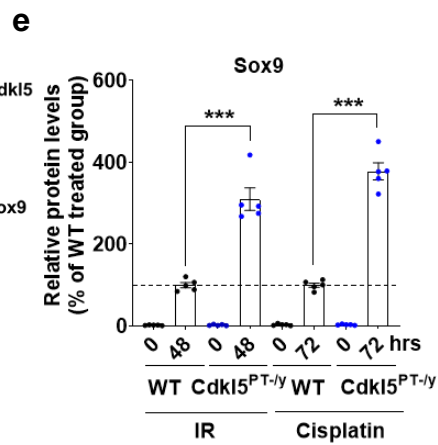 e
dkl5
ox9
Sox9
Relative protein levels
(% of WT treated group)
600
400
200
0
***
***
0 48 0 48 0 72 0 72 hrs
WT Cdkl5PT-/y WT Cdkl5PT-/y
IR Cisplatin